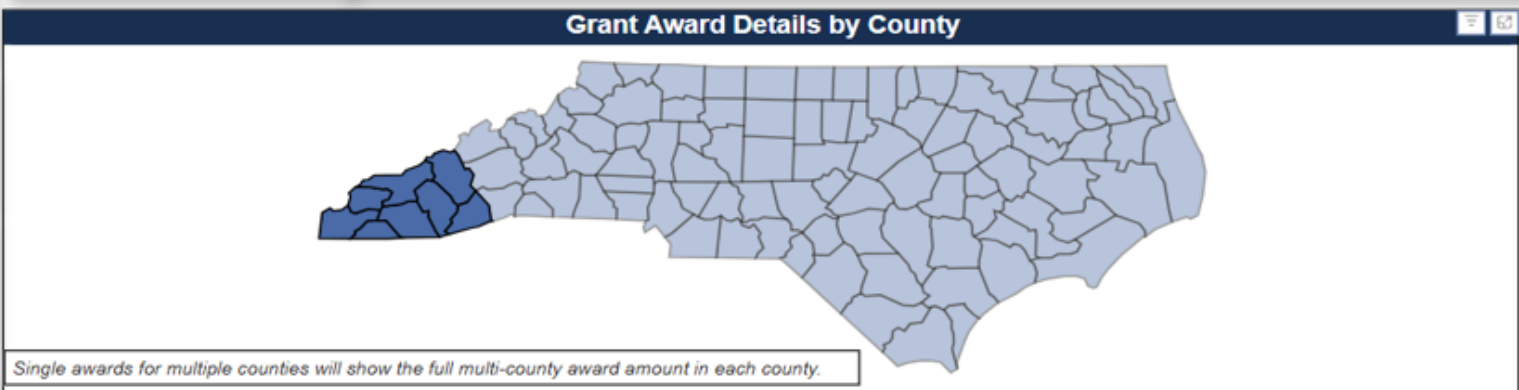 Grant Award Details by County
Single awards for multiple counties will show the full multi-county award amount in each county.